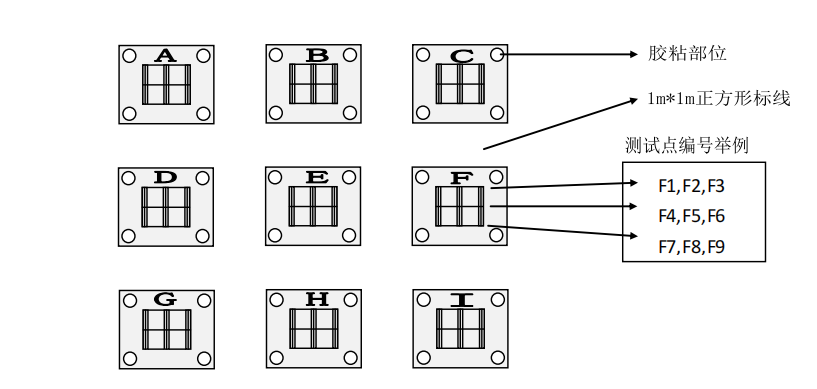 A B C
胶粘部位
1m*1m正方形标线
测试点编号举例
D E F
F1,F2,F3
F4,F5,F6
F7,F8,F9
G H I